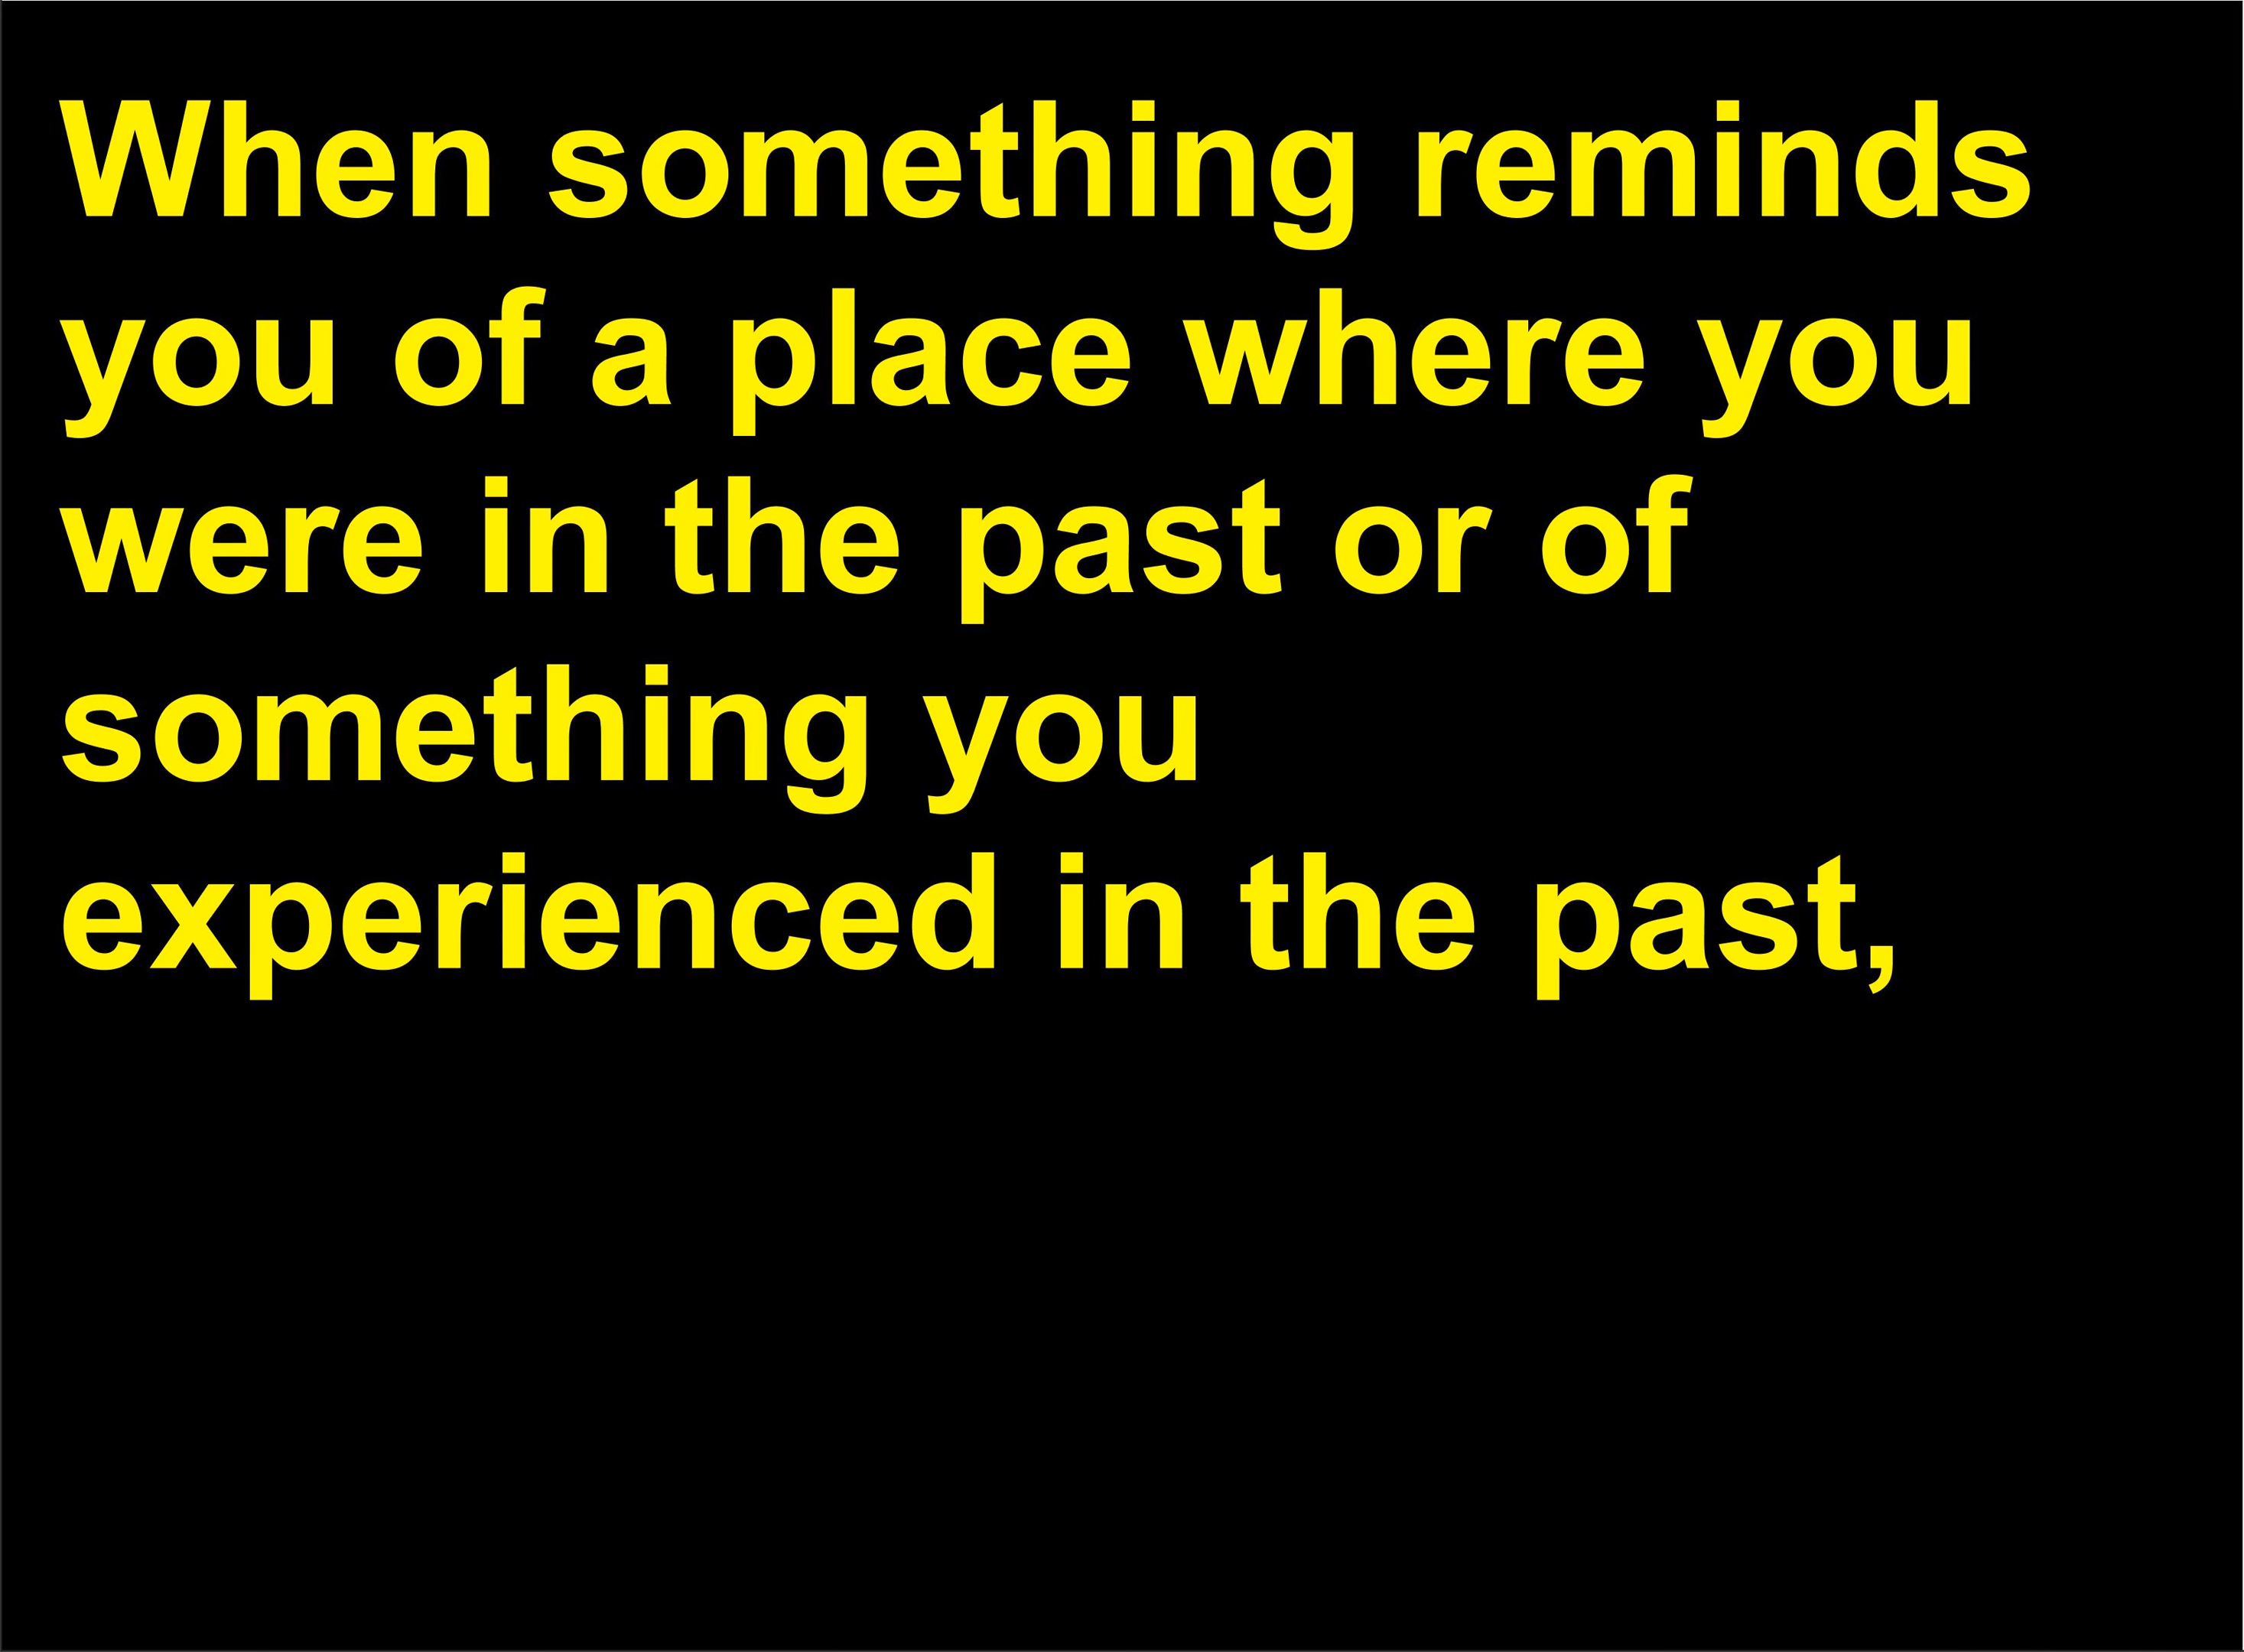 When something reminds
you of a place where you
were in the past or of
something you
experienced in the past,